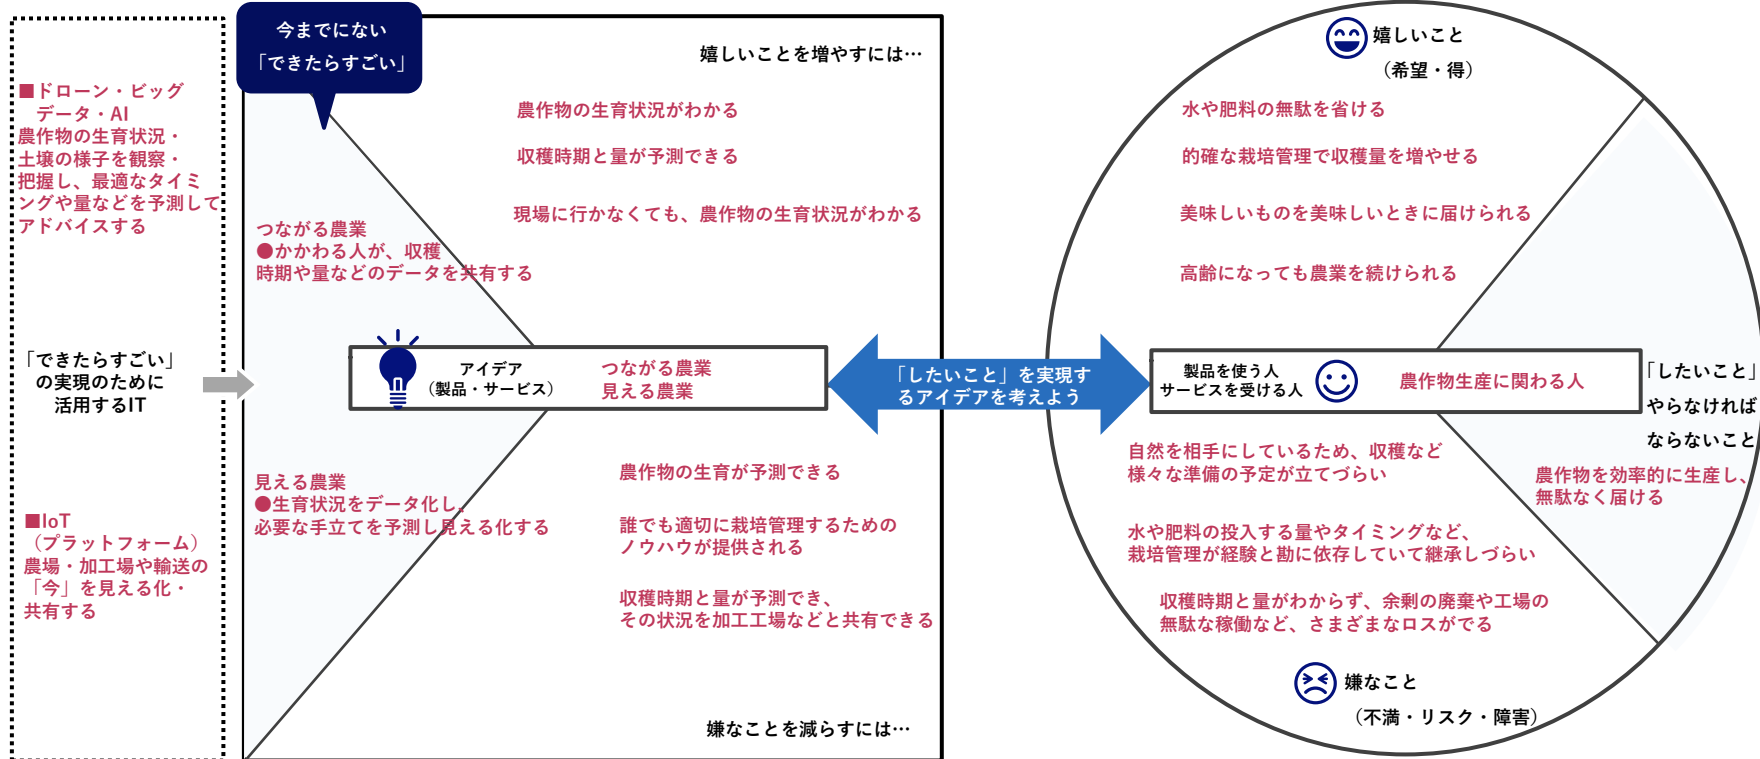 ■ドローン・ビッグ
データ・AI
農作物の生育状況・
土壌の様子を観察・
把握し、最適なタイミ
ングや量などを予測して
アドバイスする
「できたらすごい」
の実現のために
活用するIT
■IoT
（プラットフォーム）
農場・加工場や輸送の
「今」を見える化・
共有する
今までにない
「できたらすごい」
嬉しいことを増やすには…
農作物の生育状況がわかる
収穫時期と量が予測できる
現場に行かなくても、農作物の生育状況がわかる
つながる農業
●かかわる人が、収穫
時期や量などのデータを共有する
アイデア
（製品・サービス）
つながる農業
見える農業
見える農業
●生育状況をデータ化し、
必要な手立てを予測し見える化する
農作物の生育が予測できる
誰でも適切に栽培管理するための
ノウハウが提供される
収穫時期と量が予測でき、
その状況を加工工場などと共有できる
嫌なことを減らすには…
「したいこと」を実現す
るアイデアを考えよう
嬉しいこと
（希望・得）
水や肥料の無駄を省ける
的確な栽培管理で収穫量を増やせる
美味しいものを美味しいときに届けられる
高齢になっても農業を続けられる
製品を使う人
サービスを受ける人
農作物生産に関わる人
「したいこと」
やらなければ
ならないこと
農作物を効率的に生産し、
無駄なく届ける
自然を相手にしているため、収穫など
様々な準備の予定が立てづらい
水や肥料の投入する量やタイミングなど、
栽培管理が経験と勘に依存していて継承しづらい
収穫時期と量がわからず、余剰の廃棄や工場の
無駄な稼働など、さまざまなロスがでる
嫌なこと
（不満・リスク・障害）